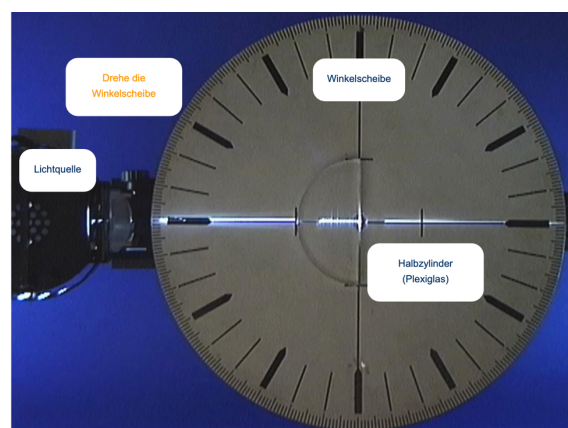 Drehe die
Winkelscheibe
Winkelscheibe
Lichtquelle
Halbzylinder
(Plexiglas)